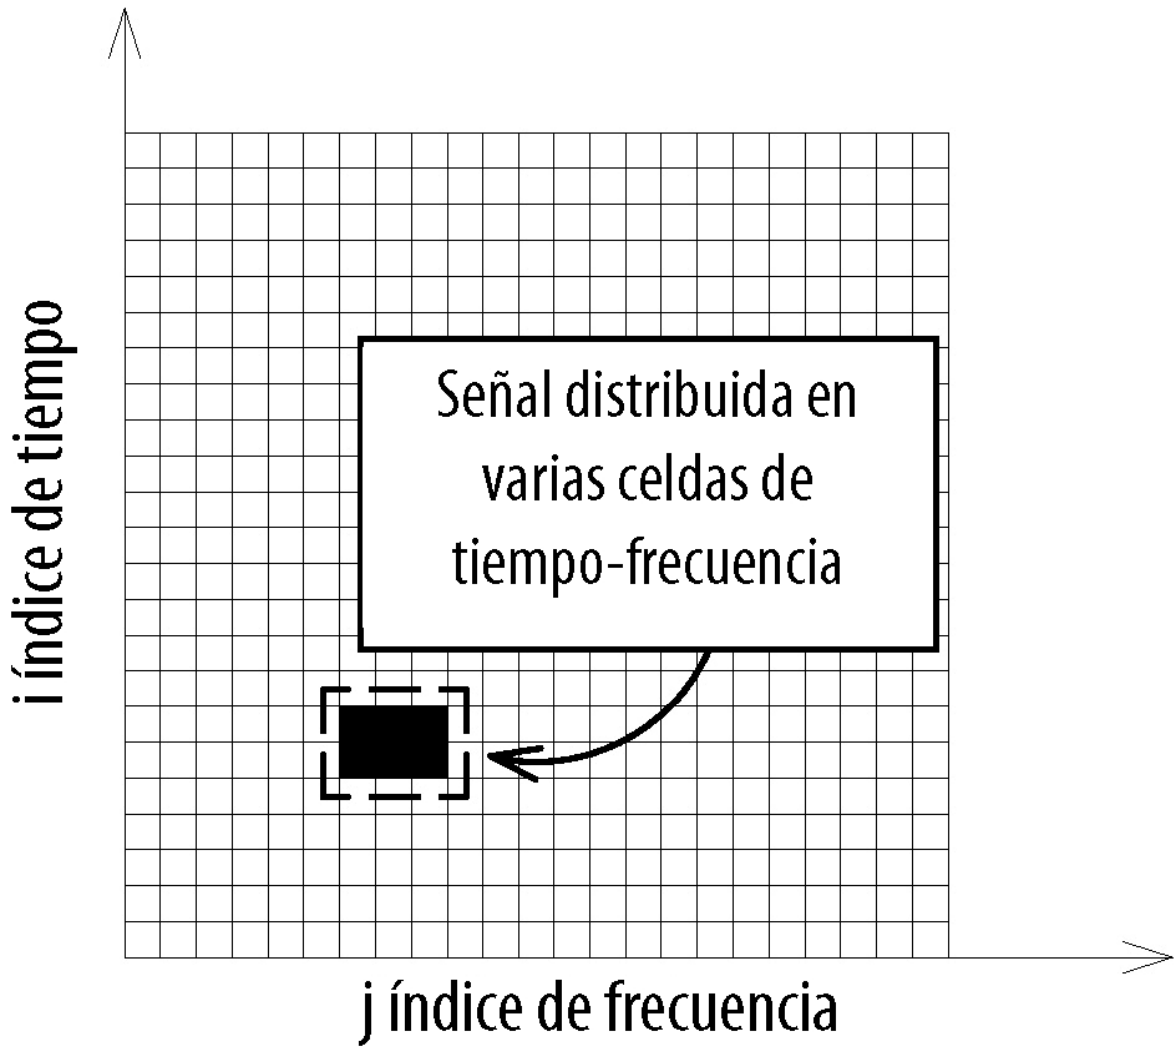 i índice de tiempo
Señal distribuida en
varias celdas de
tiempo-frecuencia
j índice de frecuencia